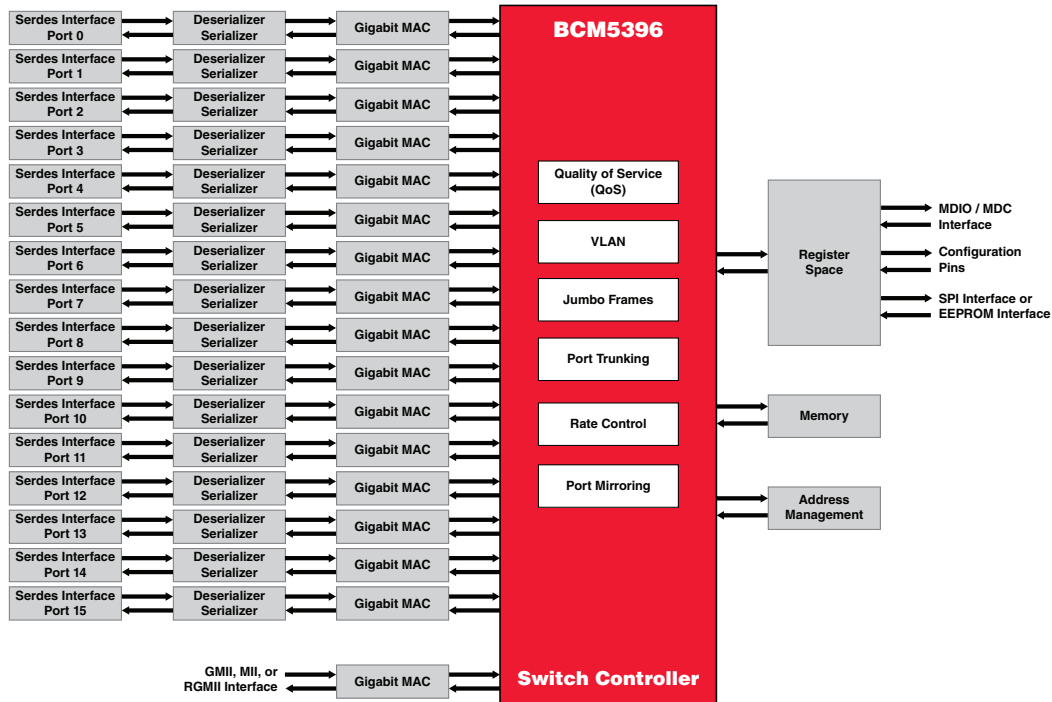 Serdes Interface
Port 0
Deserializer
Serializer
Gigabit MAC
Serdes Interface
Port 1
Deserializer
Serializer
Gigabit MAC
Serdes Interface
Port 2
Deserializer
Serializer
Gigabit MAC
Serdes Interface
Port 3
Deserializer
Serializer
Gigabit MAC
Serdes Interface
Port 4
Deserializer
Serializer
Gigabit MAC
Serdes Interface
Port 5
Deserializer
Serializer
Gigabit MAC
Serdes Interface
Port 6
Deserializer
Serializer
Gigabit MAC
Serdes Interface
Port 7
Deserializer
Serializer
Gigabit MAC
Serdes Interface
Port 8
Deserializer
Serializer
Gigabit MAC
Serdes Interface
Port 9
Deserializer
Serializer
Gigabit MAC
Serdes Interface
Port 10
Deserializer
Serializer
Gigabit MAC
Serdes Interface
Port 11
Deserializer
Serializer
Gigabit MAC
Serdes Interface
Port 12
Deserializer
Serializer
Gigabit MAC
Serdes Interface
Port 13
Deserializer
Serializer
Gigabit MAC
Serdes Interface
Port 14
Deserializer
Serializer
Gigabit MAC
Serdes Interface
Port 15
Deserializer
Serializer
Gigabit MAC
GMII, MII, or
RGMII Interface
Gigabit MAC
BCM5396
Quality of Service
(QoS)
VLAN
Jumbo Frames
Port Trunking
Rate Control
Port Mirroring
Switch Controller
Register
Space
MDIO / MDC
Interface
Configuration
Pins
SPI Interface or
EEPROM Interface
Memory
Address
Management